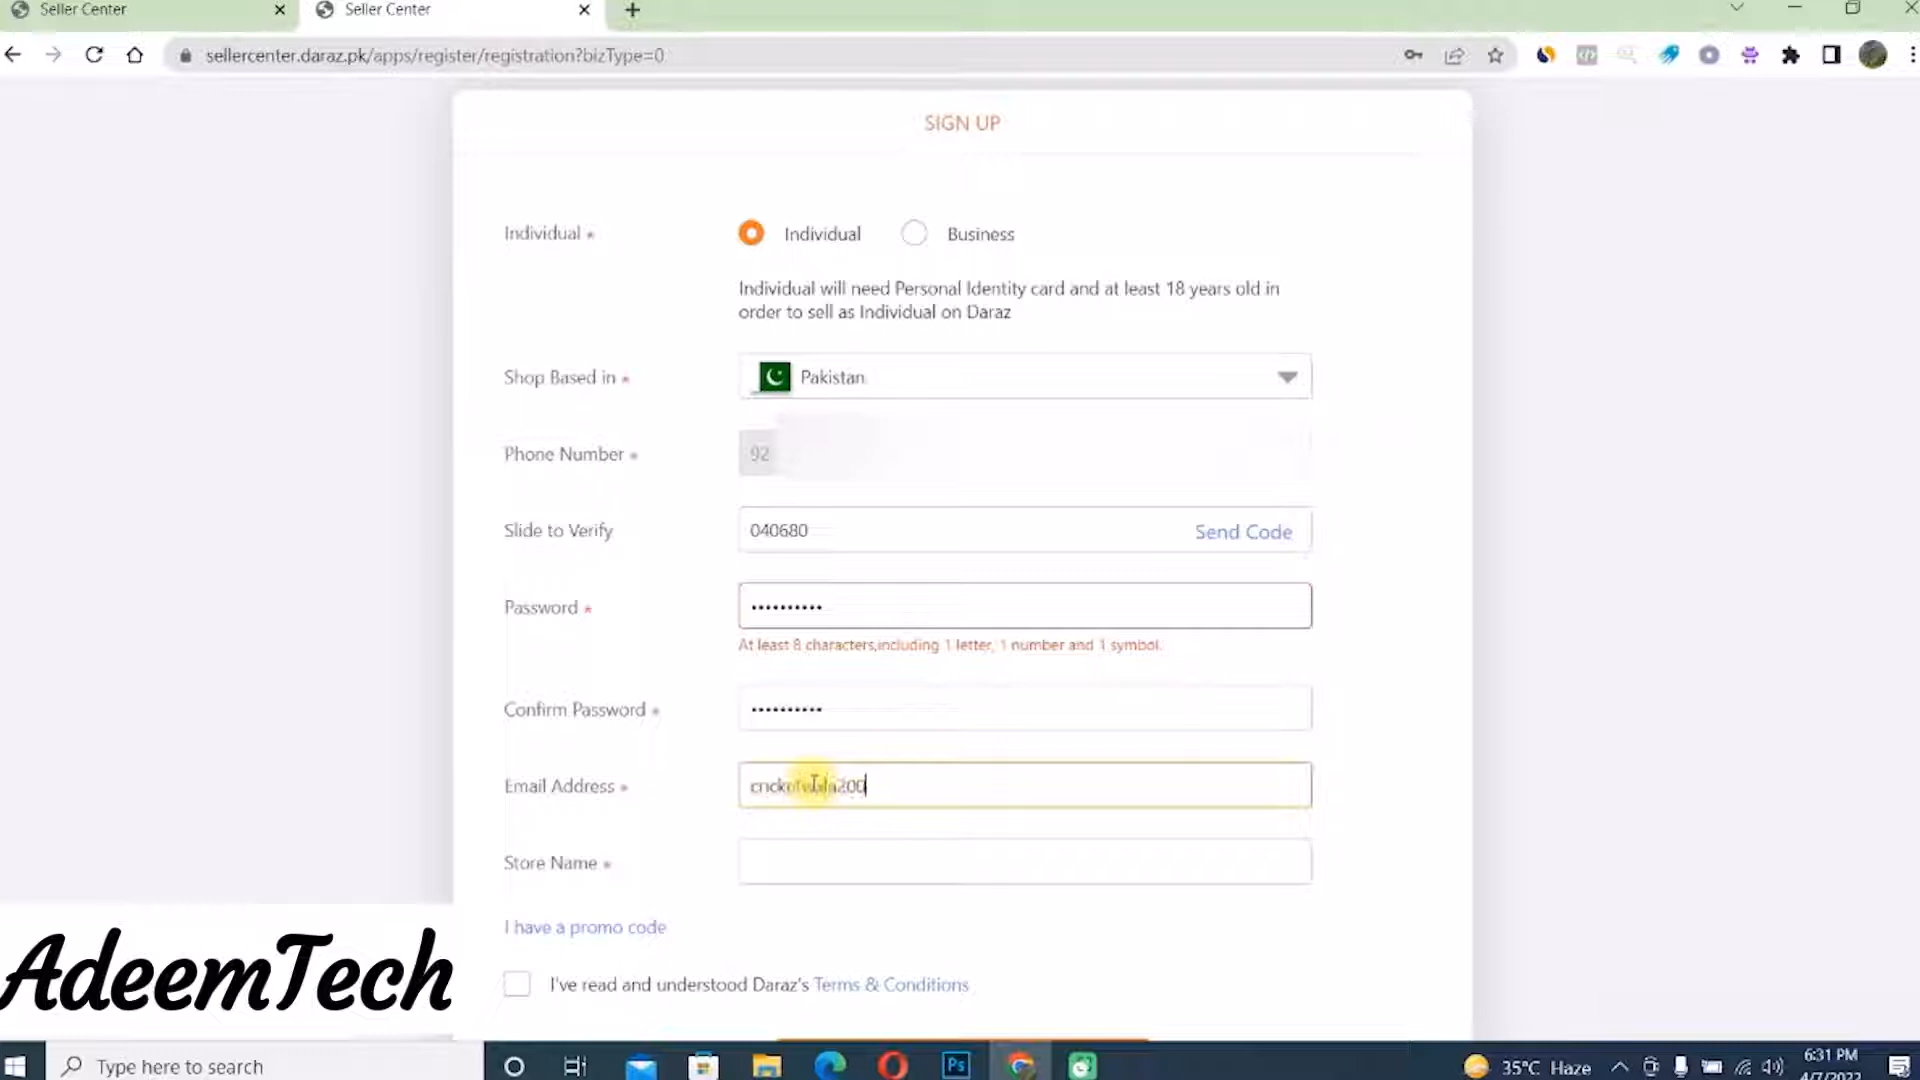 Seller Center
Seller Center
sellercenter.daraz.pk/apps/register/registration?bizType=0
SIGN UP
Individual *
Individual
Business
Individual will need Personal Identity card and at least 18 years old in
order to sell as Individual on Daraz
Shop Based in *
Pakistan
Phone Number *
92
Slide to Verify
040680
Send Code
Password *
••••••••••
At least 8 characters,including 1 letter, 1 number and 1 symbol.
Confirm Password *
••••••••••
Email Address *
Store Name *
I have a promo code
I've read and understood Daraz's Terms & Conditions
AdeemTech
Type here to search
Ps
35°C Haze
6:31 PM
4/7/2022